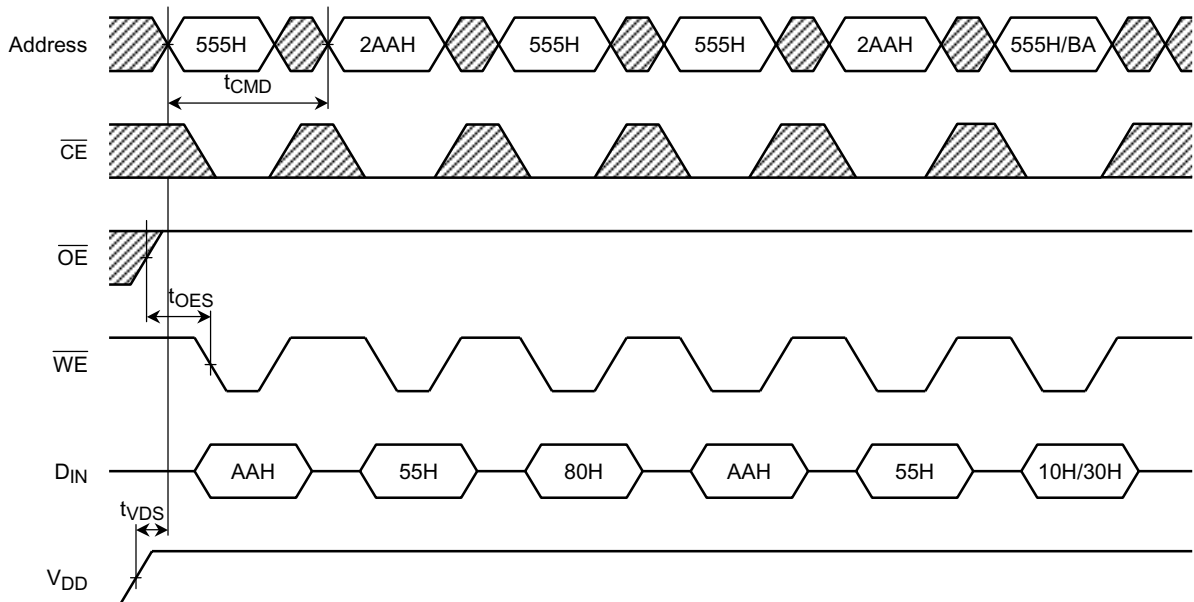 Address 555H 2AAH 555H 555H 2AAH 555H/BA
tCMD
CE
OE
tOES
WE
DIN AAH 55H 80H AAH 55H 10H/30H
tVDS
VDD